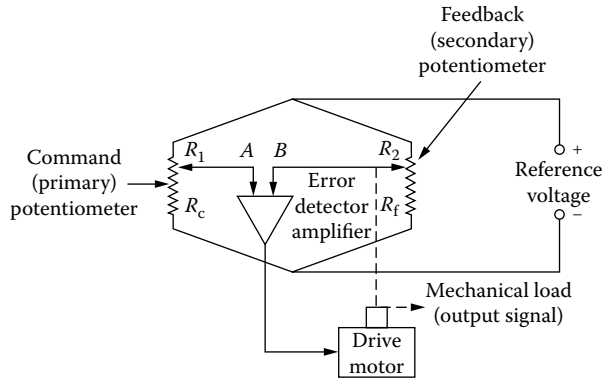 Feedback
(secondary)
potentiometer
Command
(primary)
potentiometer
R1
A
B
R2
Rc
Error
detector
amplifier
Rf
+
Reference
voltage
−
Mechanical load
(output signal)
Drive
motor